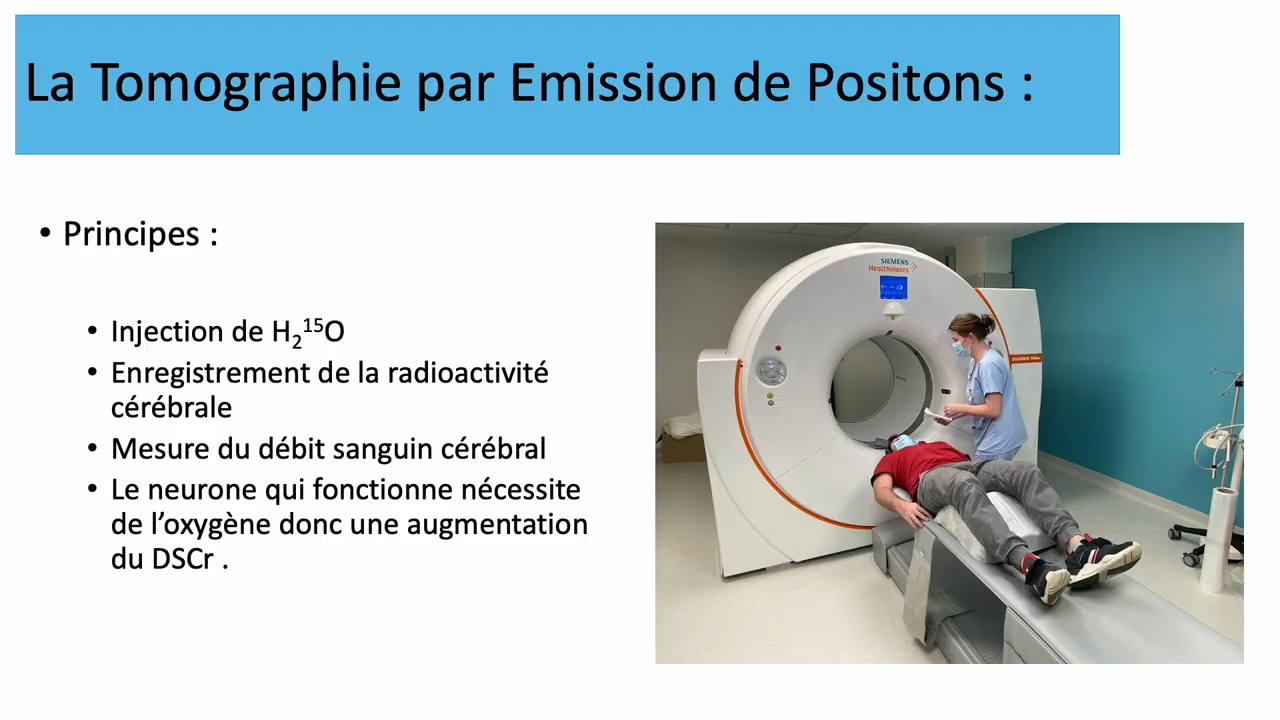 La Tomographie par Emission de Positons :
• Principes :
• Injection de H₂¹⁵O
• Enregistrement de la radioactivité
cérébrale
• Mesure du débit sanguin cérébral
• Le neurone qui fonctionne nécessite
de l’oxygène donc une augmentation
du DSCr .
SIEMENS
Healthineers